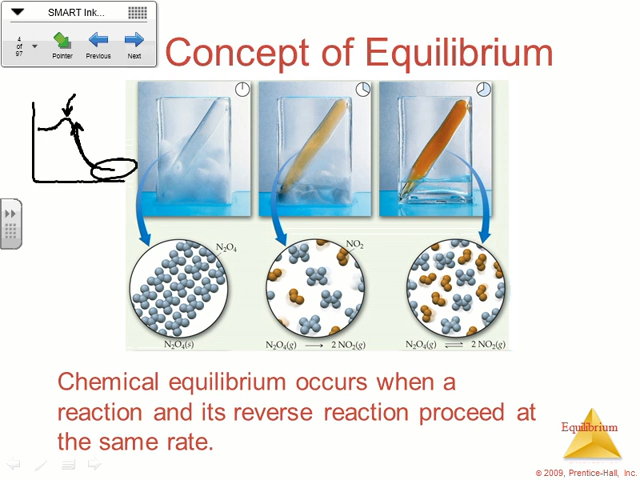 SMART Ink...
4
of
97
Pointer
Previous
Next
Concept of Equilibrium
N₂O₄
NO₂
N₂O₄(s)
N₂O₄(g) ⟶ 2 NO₂(g)
N₂O₄(g) ⇌ 2 NO₂(g)
Chemical equilibrium occurs when a
reaction and its reverse reaction proceed at
the same rate.
Equilibrium
© 2009, Prentice-Hall, Inc.